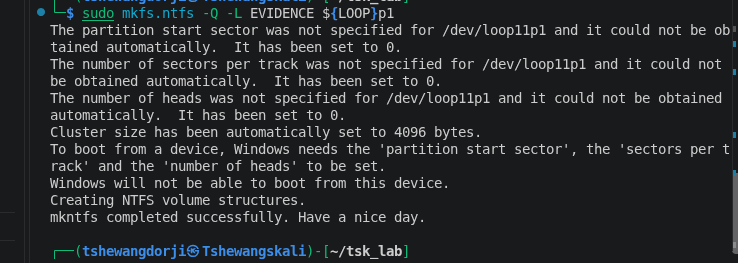 └─$ sudo mkfs.ntfs -Q -L EVIDENCE ${LOOP}p1
The partition start sector was not specified for /dev/loop11p1 and it could not be ob
tained automatically.  It has been set to 0.
The number of sectors per track was not specified for /dev/loop11p1 and it could not
be obtained automatically.  It has been set to 0.
The number of heads was not specified for /dev/loop11p1 and it could not be obtained
automatically.  It has been set to 0.
Cluster size has been automatically set to 4096 bytes.
To boot from a device, Windows needs the 'partition start sector', the 'sectors per t
rack' and the 'number of heads' to be set.
Windows will not be able to boot from this device.
Creating NTFS volume structures.
mkntfs completed successfully. Have a nice day.
┌──(tshewangdorji㉿Tshewangskali)-[~/tsk_lab]